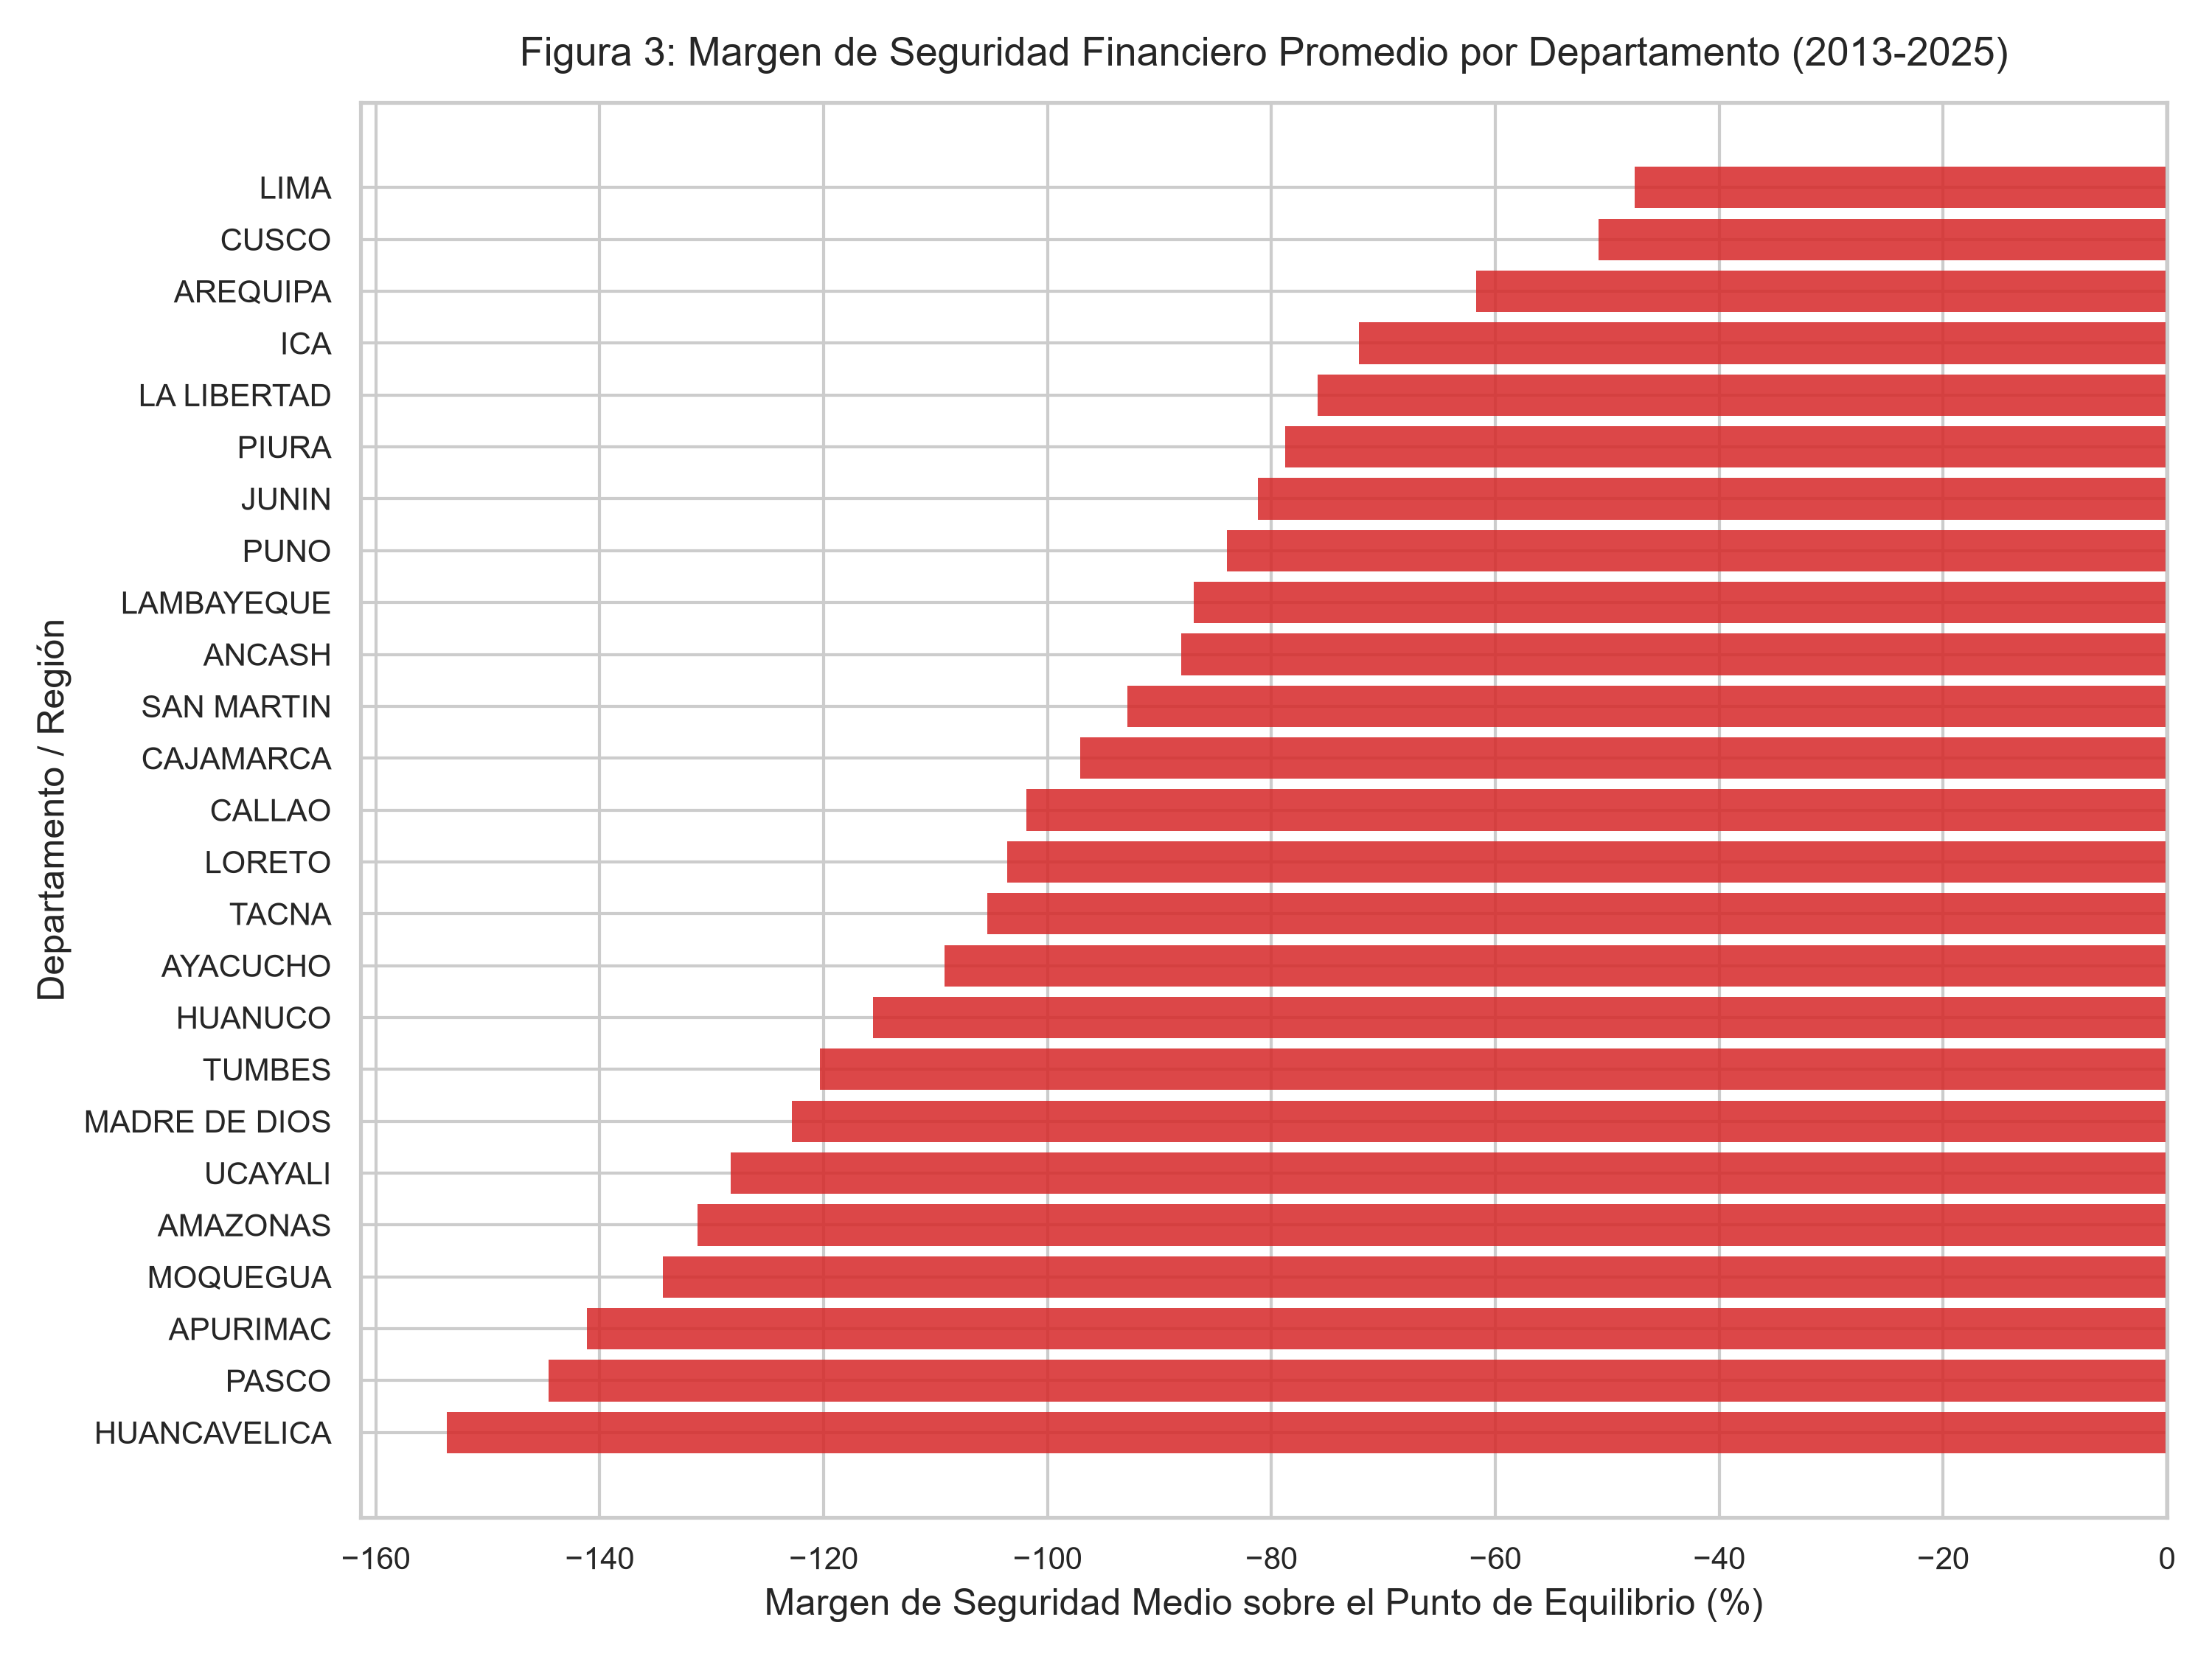 Figura 3: Margen de Seguridad Financiero Promedio por Departamento (2013-2025)
Departamento / Región
LIMA
CUSCO
AREQUIPA
ICA
LA LIBERTAD
PIURA
JUNIN
PUNO
LAMBAYEQUE
ANCASH
SAN MARTIN
CAJAMARCA
CALLAO
LORETO
TACNA
AYACUCHO
HUANUCO
TUMBES
MADRE DE DIOS
UCAYALI
AMAZONAS
MOQUEGUA
APURIMAC
PASCO
HUANCAVELICA
−160 −140 −120 −100 −80 −60 −40 −20 0
Margen de Seguridad Medio sobre el Punto de Equilibrio (%)